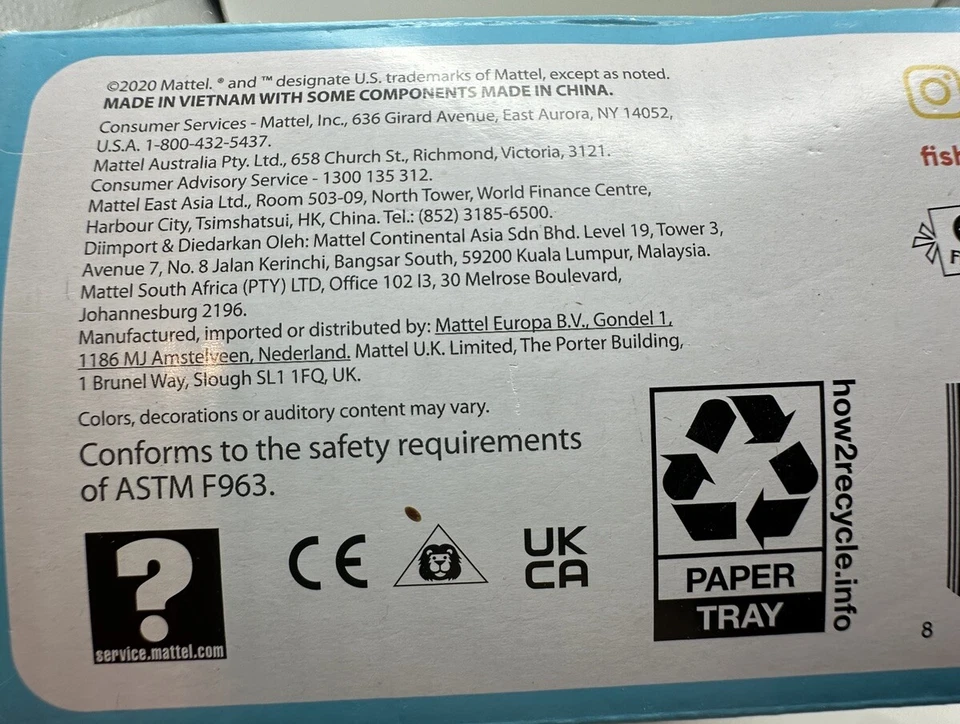 ©2020 Mattel. ® and ™ designate U.S. trademarks of Mattel, except as noted.
MADE IN VIETNAM WITH SOME COMPONENTS MADE IN CHINA.
Consumer Services - Mattel, Inc., 636 Girard Avenue, East Aurora, NY 14052,
U.S.A. 1-800-432-5437.
Mattel Australia Pty. Ltd., 658 Church St., Richmond, Victoria, 3121.
Consumer Advisory Service - 1300 135 312.
Mattel East Asia Ltd., Room 503-09, North Tower, World Finance Centre,
Harbour City, Tsimshatsui, HK, China. Tel.: (852) 3185-6500.
Diimport & Diedarkan Oleh: Mattel Continental Asia Sdn Bhd. Level 19, Tower 3,
Avenue 7, No. 8 Jalan Kerinchi, Bangsar South, 59200 Kuala Lumpur, Malaysia.
Mattel South Africa (PTY) LTD, Office 102 I3, 30 Melrose Boulevard,
Johannesburg 2196.
Manufactured, imported or distributed by: Mattel Europa B.V., Gondel 1,
1186 MJ Amstelveen, Nederland. Mattel U.K. Limited, The Porter Building,
1 Brunel Way, Slough SL1 1FQ, UK.
Colors, decorations or auditory content may vary.
Conforms to the safety requirements
of ASTM F963.
?
service.mattel.com
CE
UK
CA
PAPER
TRAY
how2recycle.info
fish
F
8